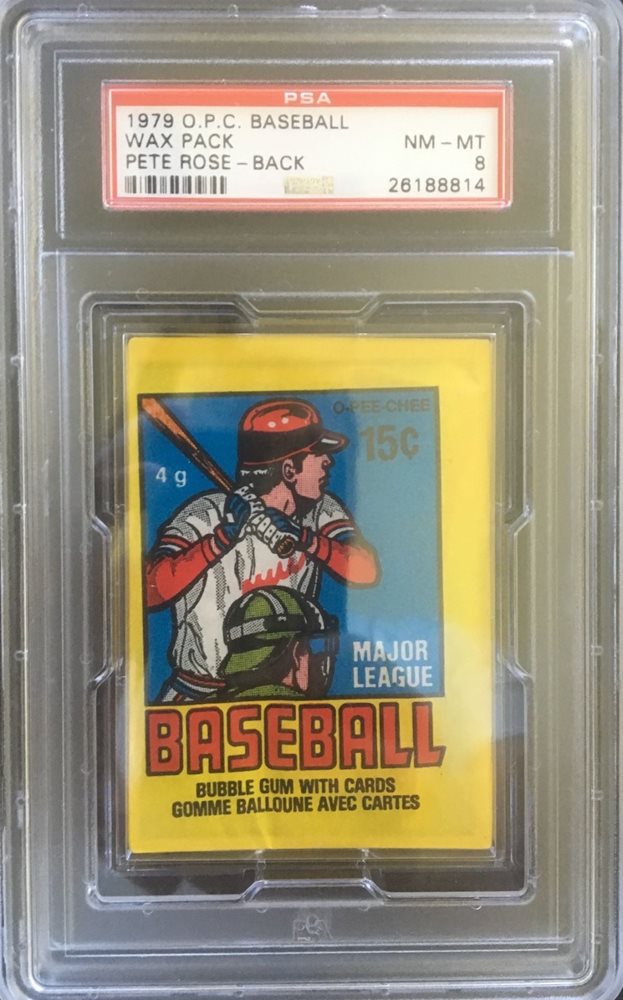 PSA
1979 O.P.C. BASEBALL
WAX PACK NM - MT
PETE ROSE - BACK 8
26188814
O-PEE-CHEE
15¢
4 g
MAJOR
LEAGUE
BASEBALL
BUBBLE GUM WITH CARDS
GOMME BALLOUNE AVEC CARTES
PSA